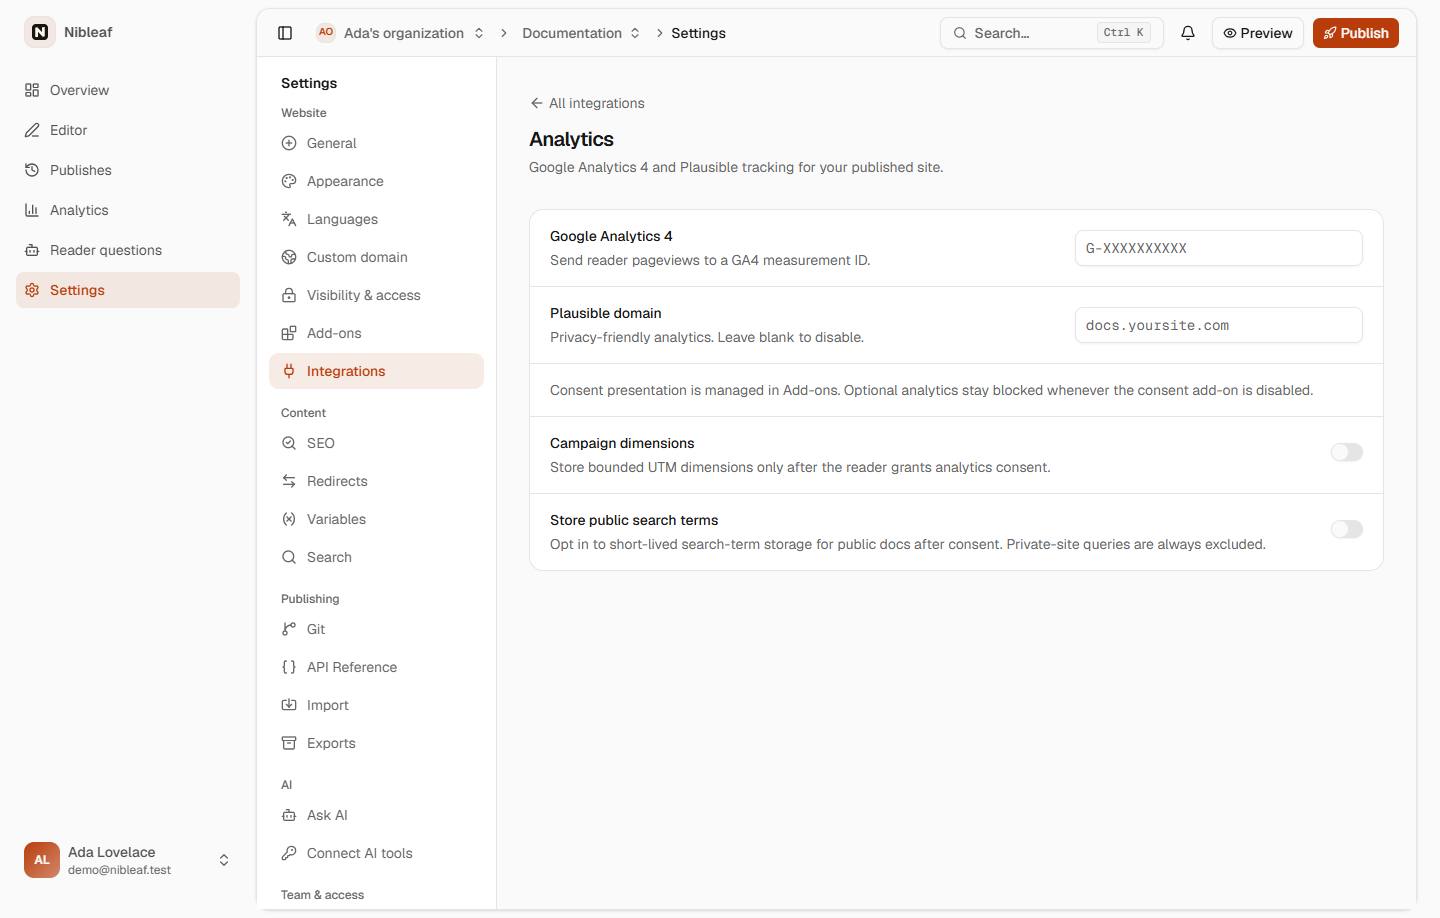 Nibleaf
Overview
Editor
Publishes
Analytics
Reader questions
Settings
AL
Ada Lovelace
demo@nibleaf.test
AO
Ada's organization
Documentation
Settings
Search...
Ctrl K
Preview
Publish
Settings
Website
General
Appearance
Languages
Custom domain
Visibility & access
Add-ons
Integrations
Content
SEO
Redirects
Variables
Search
Publishing
Git
API Reference
Import
Exports
AI
Ask AI
Connect AI tools
Team & access
All integrations
Analytics
Google Analytics 4 and Plausible tracking for your published site.
Google Analytics 4
Send reader pageviews to a GA4 measurement ID.
G-XXXXXXXXXX
Plausible domain
Privacy-friendly analytics. Leave blank to disable.
docs.yoursite.com
Consent presentation is managed in Add-ons. Optional analytics stay blocked whenever the consent add-on is disabled.
Campaign dimensions
Store bounded UTM dimensions only after the reader grants analytics consent.
Store public search terms
Opt in to short-lived search-term storage for public docs after consent. Private-site queries are always excluded.